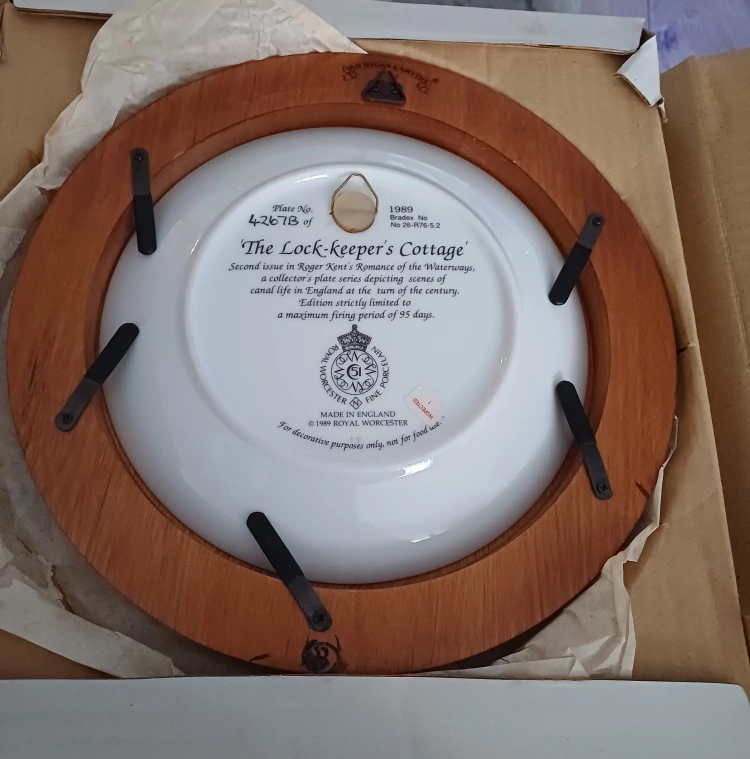 Plate No.
4267B of
1989
Bradex No
No 26-R76-5.2
'The Lock-keeper's Cottage'
Second issue in Roger Kent's Romance of the Waterways,
a collector's plate series depicting scenes of
canal life in England at the turn of the century.
Edition strictly limited to
a maximum firing period of 95 days.
ROYAL WORCESTER FINE PORCELAIN
51
MADE IN ENGLAND
© 1989 ROYAL WORCESTER
For decorative purposes only, not for food use.
INSPECTED
1